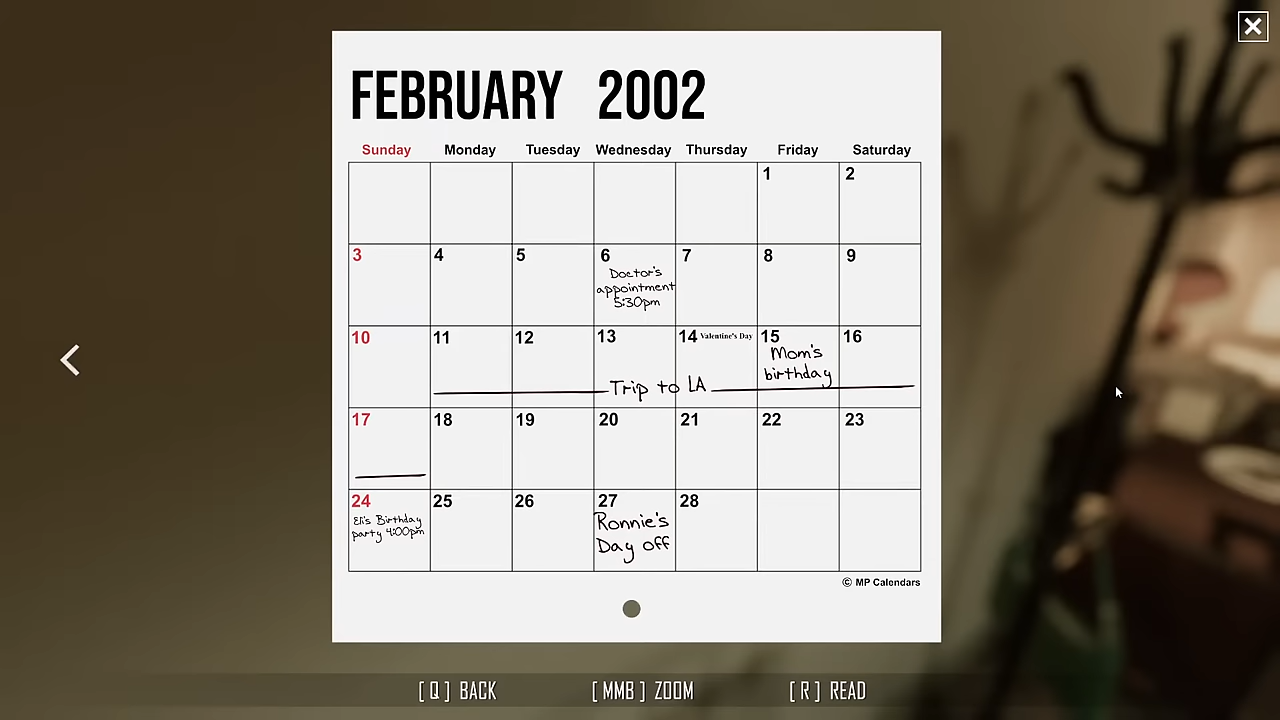 FEBRUARY 2002
Sunday Monday Tuesday Wednesday Thursday Friday Saturday
1 2
3 4 5 6 7 8 9
Doctor's
appointment
5:30pm
10 11 12 13 14 Valentine's Day 15 16
Mom's
birthday
Trip to LA
17 18 19 20 21 22 23
24 25 26 27 28
Eli's Birthday
party 4:00pm
Ronnie's
Day off
© MP Calendars
[ Q ] BACK [ MMB ] ZOOM [ R ] READ